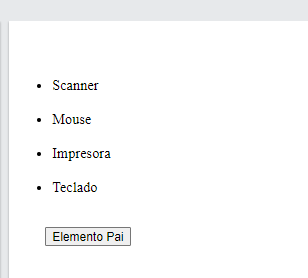 Scanner
Mouse
Impresora
Teclado
Elemento Pai